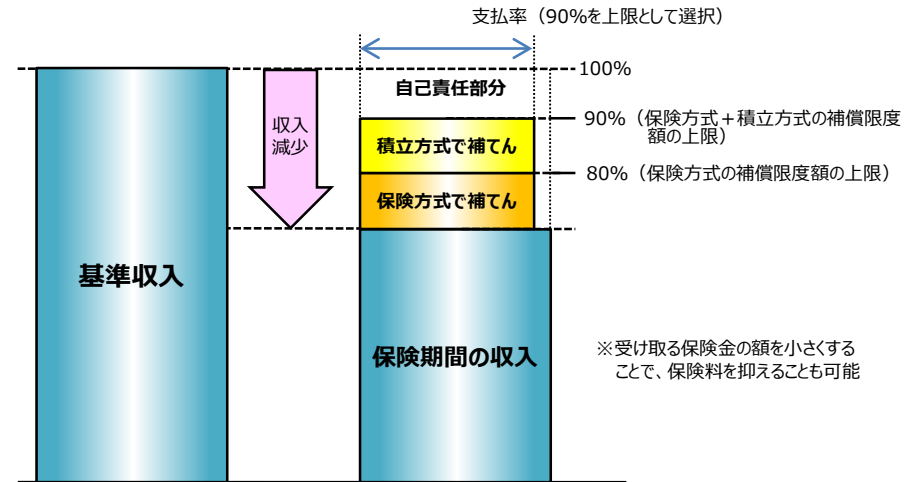 支払率（90%を上限として選択）
100%
自己責任部分
収入
減少
90%（保険方式＋積立方式の補償限度
額の上限）
積立方式で補てん
80%（保険方式の補償限度額の上限）
保険方式で補てん
基準収入
保険期間の収入
※受け取る保険金の額を小さくする
ことで、保険料を抑えることも可能